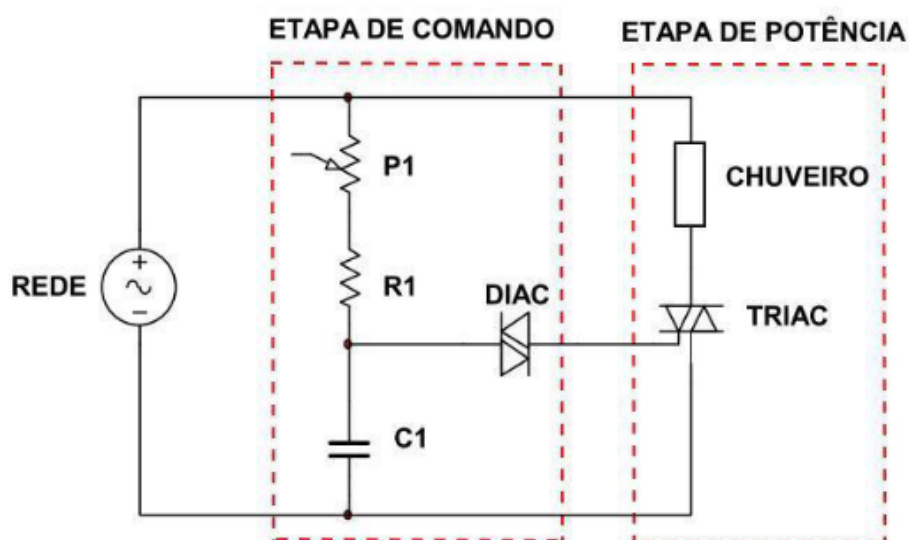 ETAPA DE COMANDO
ETAPA DE POTÊNCIA
P1
CHUVEIRO
REDE
R1
DIAC
TRIAC
C1